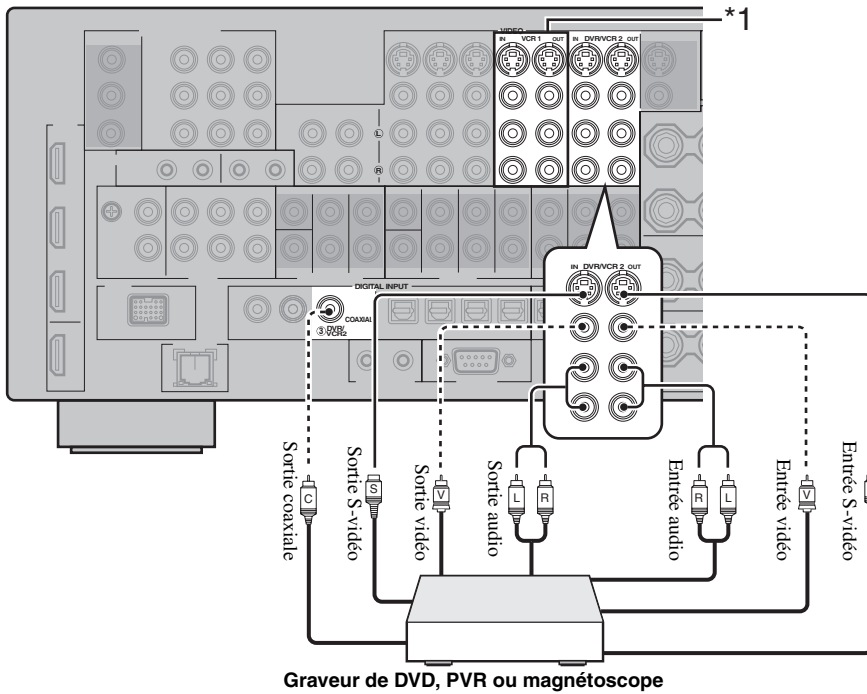 *1
VIDEO
IN VCR 1 OUT IN DVR/VCR 2 OUT
L
R
IN DVR/VCR 2 OUT
DIGITAL INPUT
COAXIAL
③ DVR/
VCR2
Sortie coaxiale
Sortie S-vidéo
Sortie vidéo
Sortie audio
Entrée audio
Entrée vidéo
Entrée S-vidéo
C
S
V
L
R
R
L
V
Graveur de DVD, PVR ou magnétoscope